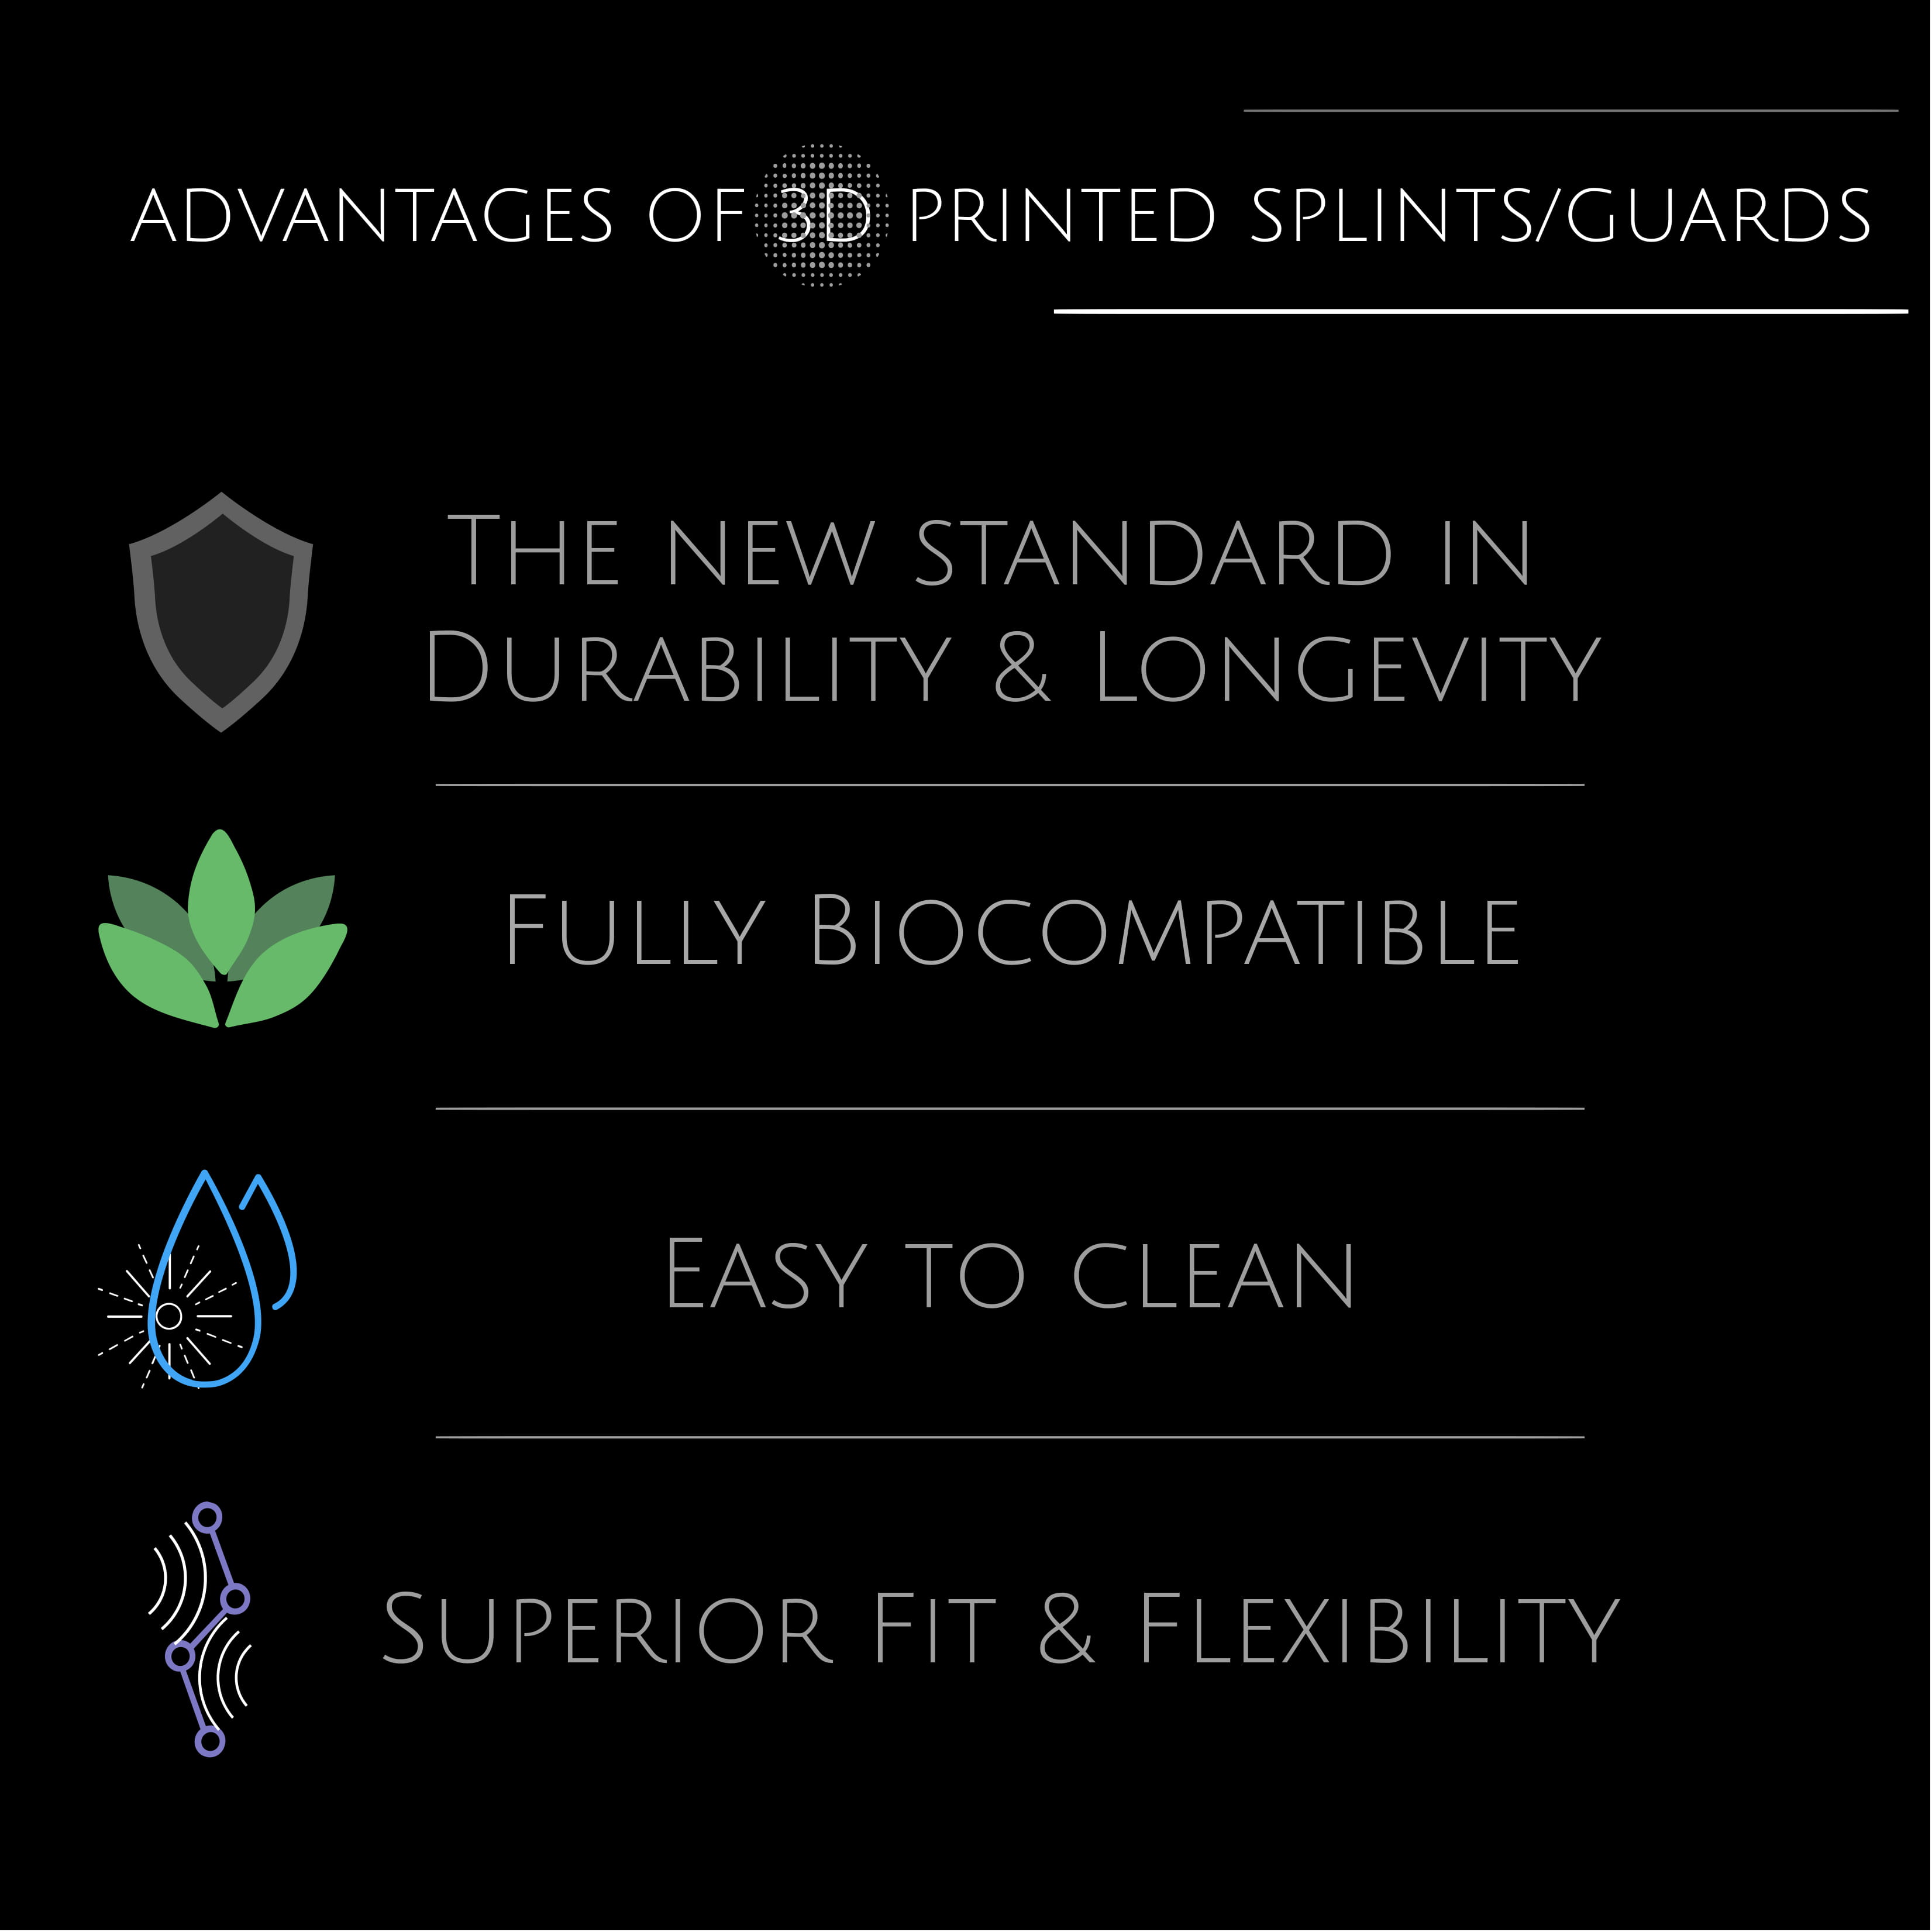 Advantages of 3D printed splints/guards
The new standard in
Durability & Longevity
Fully Biocompatible
Easy to clean
Superior Fit & Flexibility